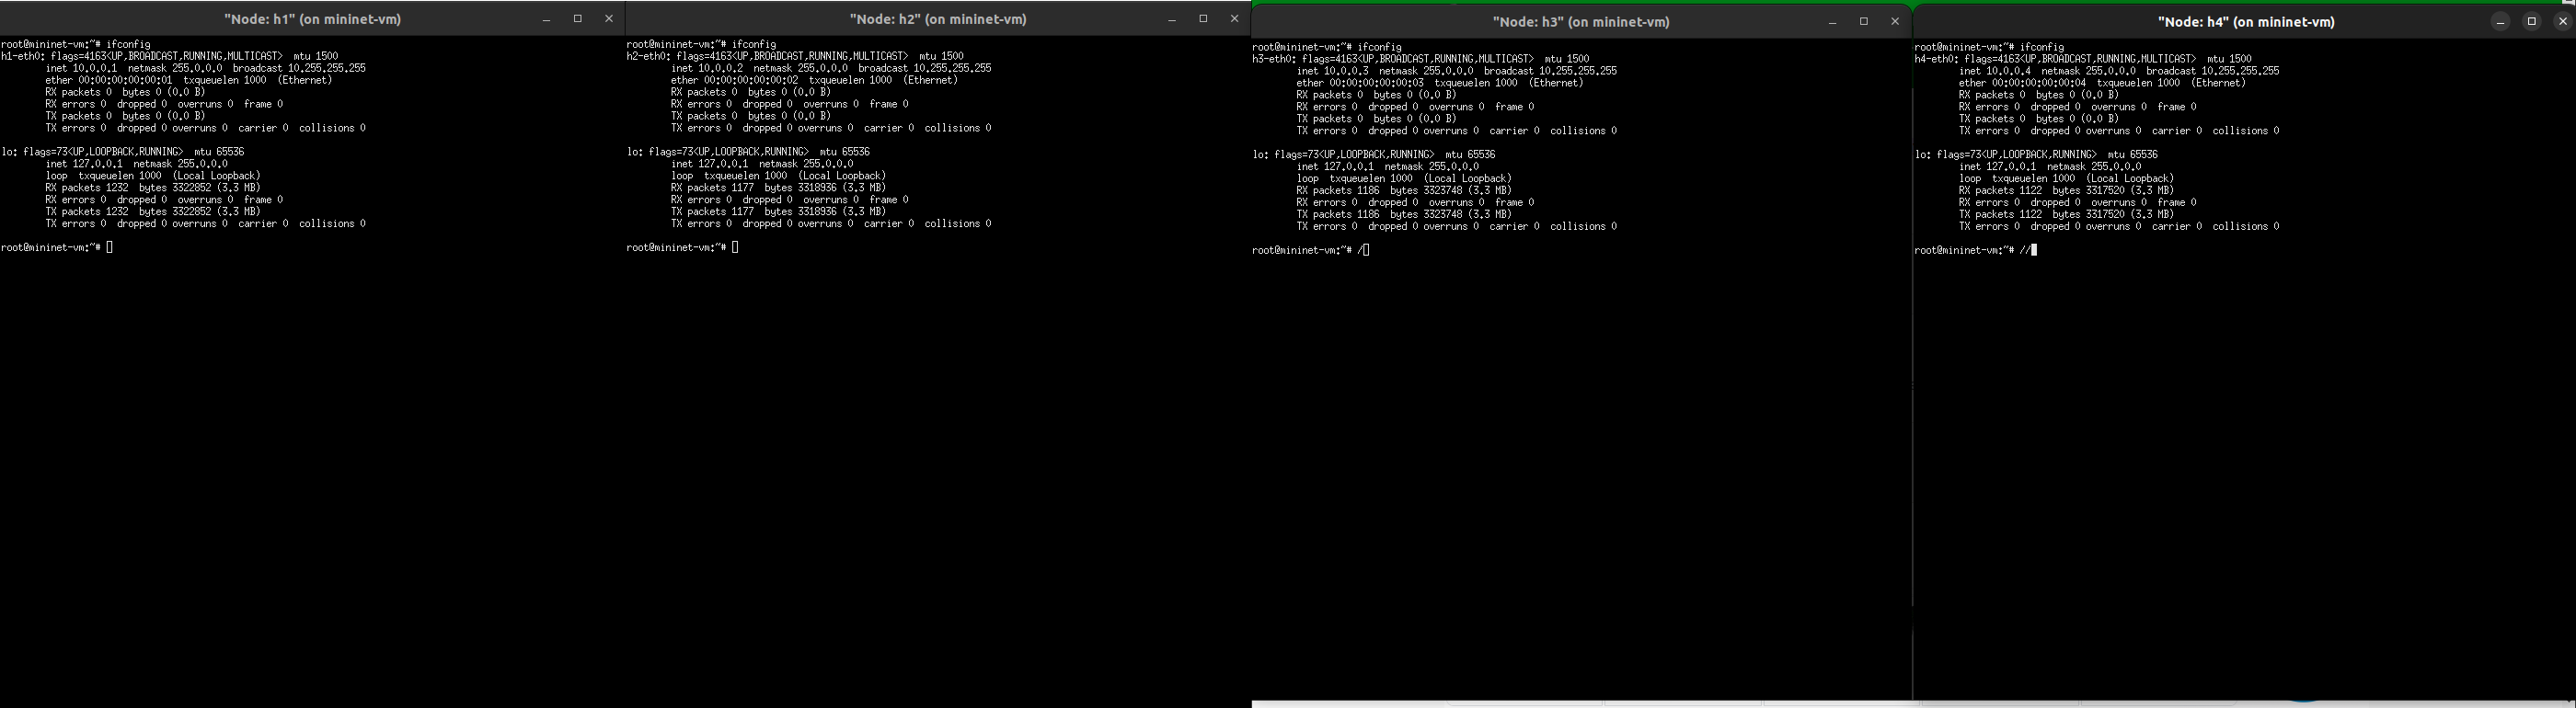 "Node: h1" (on mininet-vm)
root@mininet-vm:~# ifconfig
h1-eth0: flags=4163<UP,BROADCAST,RUNNING,MULTICAST>  mtu 1500
        inet 10.0.0.1  netmask 255.0.0.0  broadcast 10.255.255.255
        ether 00:00:00:00:00:01  txqueuelen 1000  (Ethernet)
        RX packets 0  bytes 0 (0.0 B)
        RX errors 0  dropped 0  overruns 0  frame 0
        TX packets 0  bytes 0 (0.0 B)
        TX errors 0  dropped 0 overruns 0  carrier 0  collisions 0
lo: flags=73<UP,LOOPBACK,RUNNING>  mtu 65536
        inet 127.0.0.1  netmask 255.0.0.0
        loop  txqueuelen 1000  (Local Loopback)
        RX packets 1232  bytes 3322852 (3.3 MB)
        RX errors 0  dropped 0  overruns 0  frame 0
        TX packets 1232  bytes 3322852 (3.3 MB)
        TX errors 0  dropped 0 overruns 0  carrier 0  collisions 0
root@mininet-vm:~#
"Node: h2" (on mininet-vm)
root@mininet-vm:~# ifconfig
h2-eth0: flags=4163<UP,BROADCAST,RUNNING,MULTICAST>  mtu 1500
        inet 10.0.0.2  netmask 255.0.0.0  broadcast 10.255.255.255
        ether 00:00:00:00:00:02  txqueuelen 1000  (Ethernet)
        RX packets 0  bytes 0 (0.0 B)
        RX errors 0  dropped 0  overruns 0  frame 0
        TX packets 0  bytes 0 (0.0 B)
        TX errors 0  dropped 0 overruns 0  carrier 0  collisions 0
lo: flags=73<UP,LOOPBACK,RUNNING>  mtu 65536
        inet 127.0.0.1  netmask 255.0.0.0
        loop  txqueuelen 1000  (Local Loopback)
        RX packets 1177  bytes 3318936 (3.3 MB)
        RX errors 0  dropped 0  overruns 0  frame 0
        TX packets 1177  bytes 3318936 (3.3 MB)
        TX errors 0  dropped 0 overruns 0  carrier 0  collisions 0
root@mininet-vm:~#
"Node: h3" (on mininet-vm)
root@mininet-vm:~# ifconfig
h3-eth0: flags=4163<UP,BROADCAST,RUNNING,MULTICAST>  mtu 1500
        inet 10.0.0.3  netmask 255.0.0.0  broadcast 10.255.255.255
        ether 00:00:00:00:00:03  txqueuelen 1000  (Ethernet)
        RX packets 0  bytes 0 (0.0 B)
        RX errors 0  dropped 0  overruns 0  frame 0
        TX packets 0  bytes 0 (0.0 B)
        TX errors 0  dropped 0 overruns 0  carrier 0  collisions 0
lo: flags=73<UP,LOOPBACK,RUNNING>  mtu 65536
        inet 127.0.0.1  netmask 255.0.0.0
        loop  txqueuelen 1000  (Local Loopback)
        RX packets 1186  bytes 3323748 (3.3 MB)
        RX errors 0  dropped 0  overruns 0  frame 0
        TX packets 1186  bytes 3323748 (3.3 MB)
        TX errors 0  dropped 0 overruns 0  carrier 0  collisions 0
root@mininet-vm:~# /
"Node: h4" (on mininet-vm)
root@mininet-vm:~# ifconfig
h4-eth0: flags=4163<UP,BROADCAST,RUNNING,MULTICAST>  mtu 1500
        inet 10.0.0.4  netmask 255.0.0.0  broadcast 10.255.255.255
        ether 00:00:00:00:00:04  txqueuelen 1000  (Ethernet)
        RX packets 0  bytes 0 (0.0 B)
        RX errors 0  dropped 0  overruns 0  frame 0
        TX packets 0  bytes 0 (0.0 B)
        TX errors 0  dropped 0 overruns 0  carrier 0  collisions 0
lo: flags=73<UP,LOOPBACK,RUNNING>  mtu 65536
        inet 127.0.0.1  netmask 255.0.0.0
        loop  txqueuelen 1000  (Local Loopback)
        RX packets 1122  bytes 3317520 (3.3 MB)
        RX errors 0  dropped 0  overruns 0  frame 0
        TX packets 1122  bytes 3317520 (3.3 MB)
        TX errors 0  dropped 0 overruns 0  carrier 0  collisions 0
root@mininet-vm:~# //